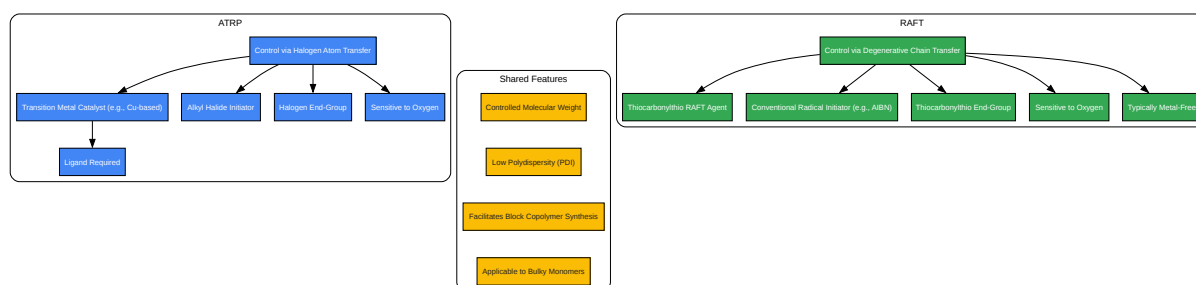 ATRP
Control via Halogen Atom Transfer
Transition Metal Catalyst (e.g., Cu-based)
Alkyl Halide Initiator
Halogen End-Group
Sensitive to Oxygen
Ligand Required
Shared Features
Controlled Molecular Weight
Low Polydispersity (PDI)
Facilitates Block Copolymer Synthesis
Applicable to Bulky Monomers
RAFT
Control via Degenerative Chain Transfer
Thiocarbonylthio RAFT Agent
Conventional Radical Initiator (e.g., AIBN)
Thiocarbonylthio End-Group
Sensitive to Oxygen
Typically Metal-Free